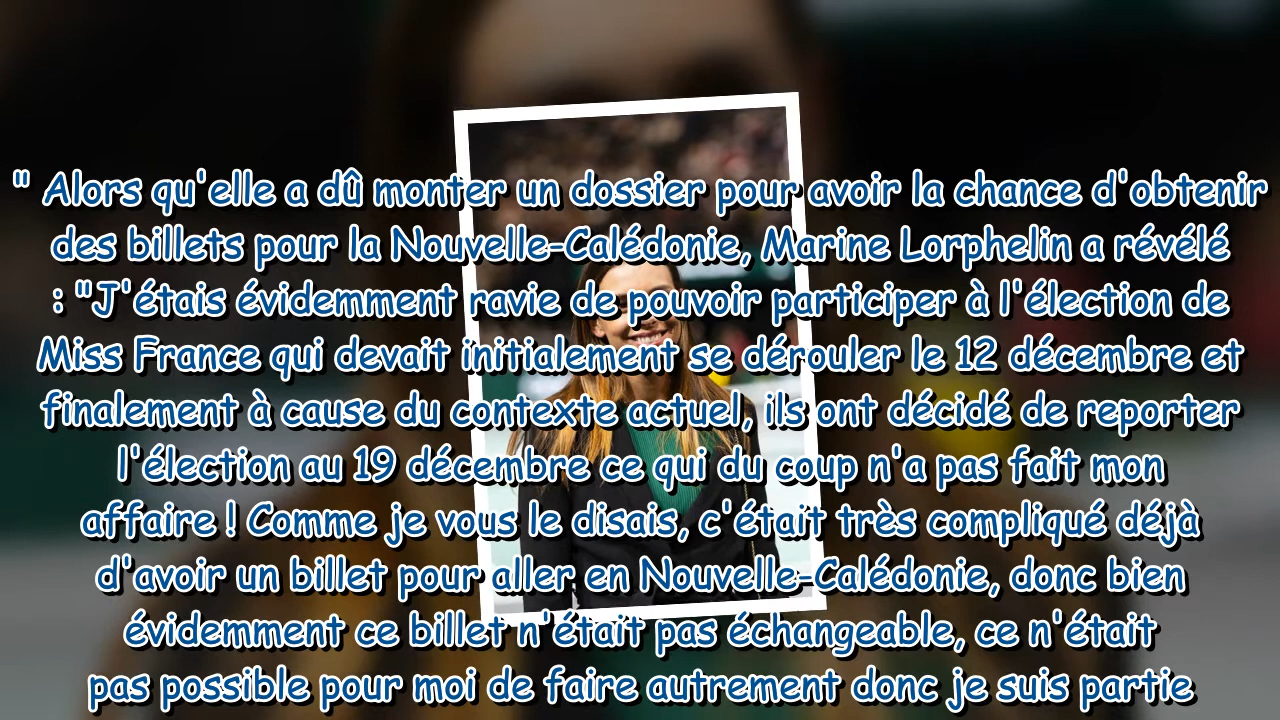 " Alors qu'elle a dû monter un dossier pour avoir la chance d'obtenir
des billets pour la Nouvelle-Calédonie, Marine Lorphelin a révélé
: "J'étais évidemment ravie de pouvoir participer à l'élection de
Miss France qui devait initialement se dérouler le 12 décembre et
finalement à cause du contexte actuel, ils ont décidé de reporter
l'élection au 19 décembre ce qui du coup n'a pas fait mon
affaire ! Comme je vous le disais, c'était très compliqué déjà
d'avoir un billet pour aller en Nouvelle-Calédonie, donc bien
évidemment ce billet n'était pas échangeable, ce n'était
pas possible pour moi de faire autrement donc je suis partie